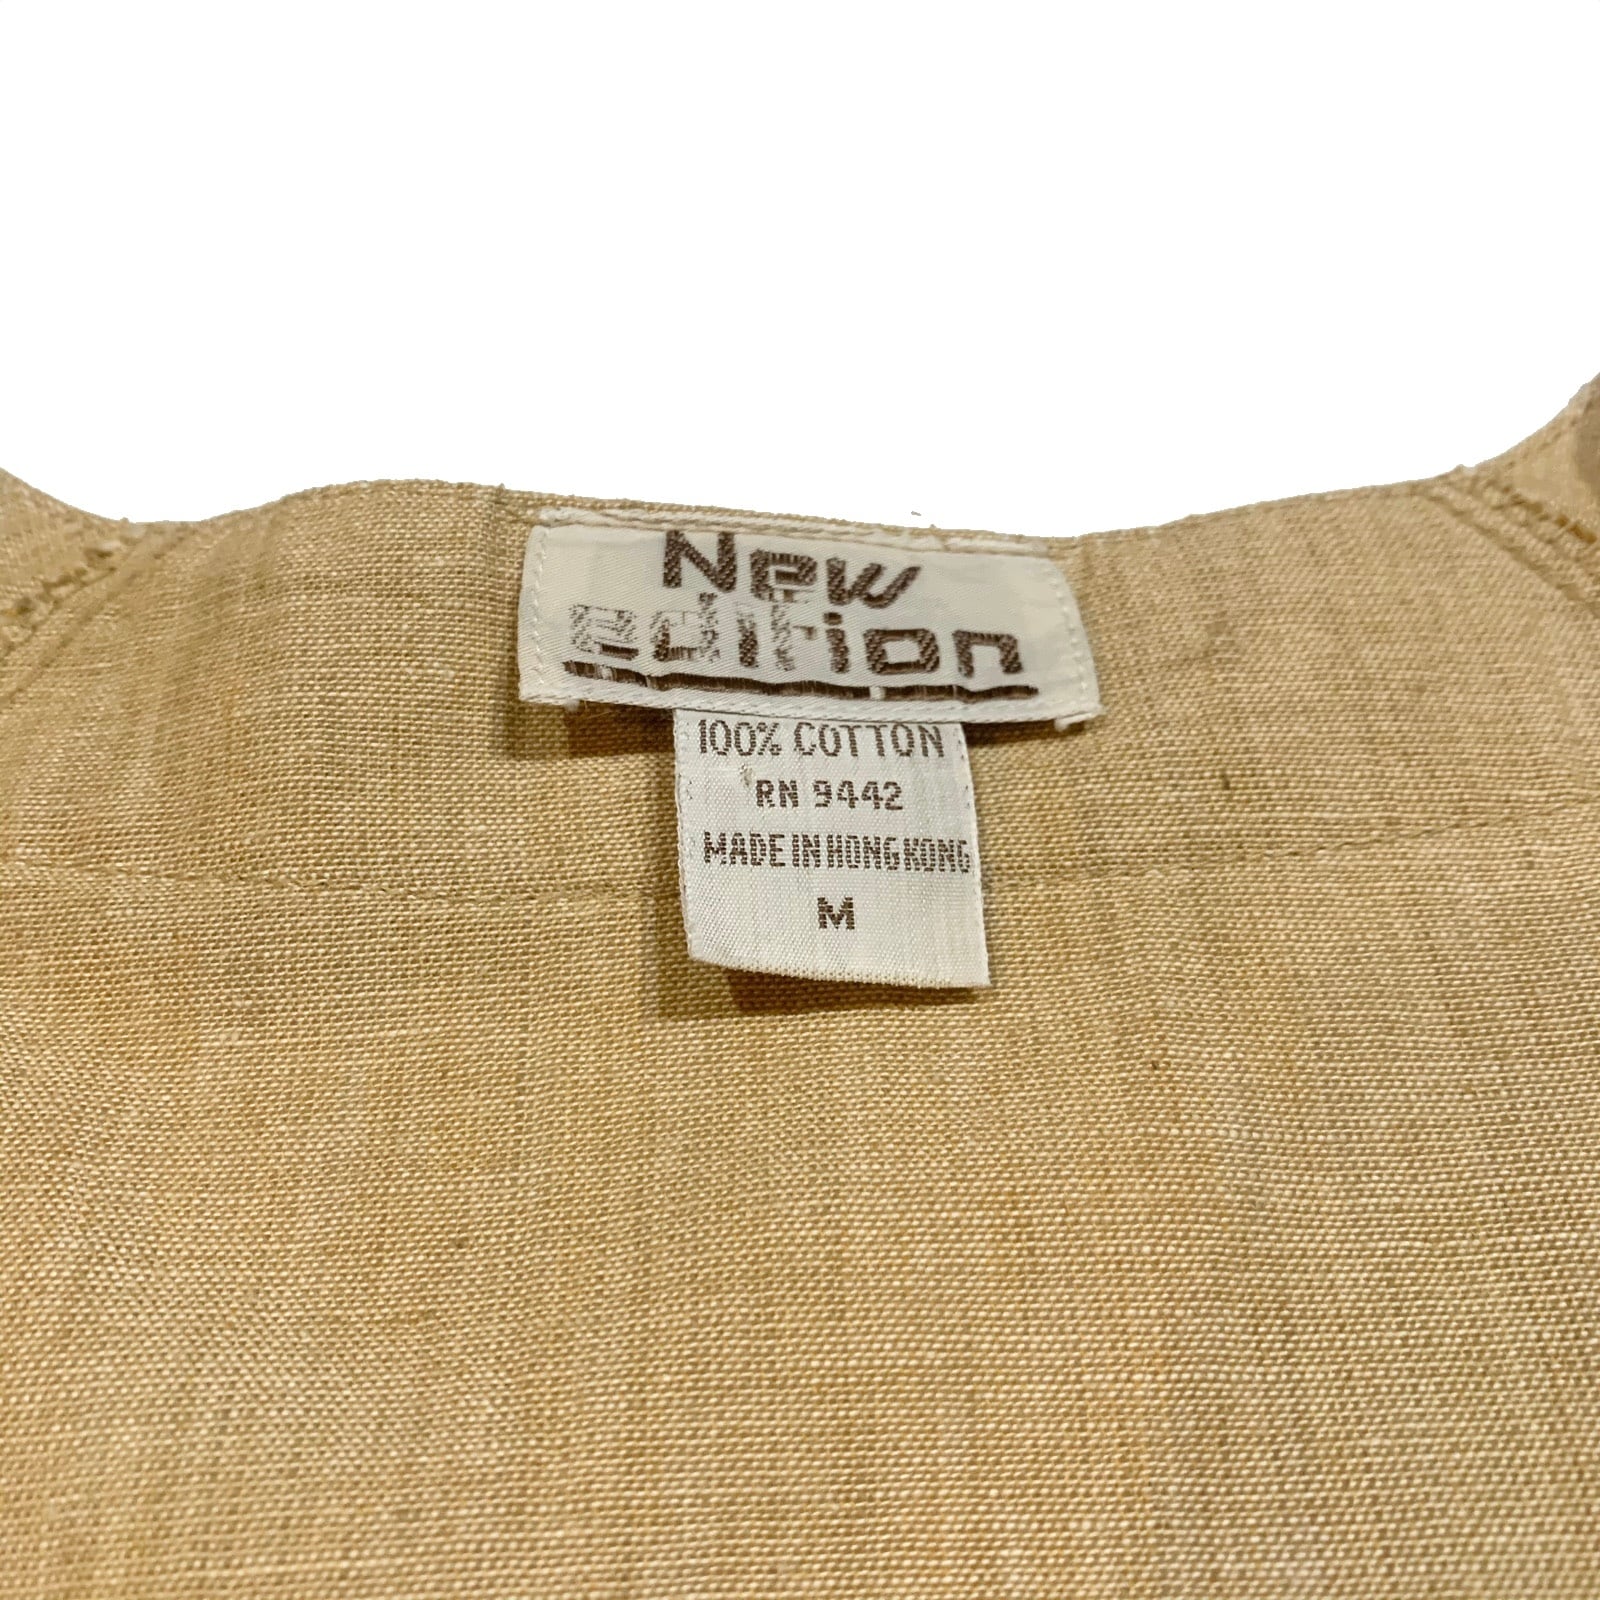 New
edition
100% COTTON
RN 9442
MADE IN HONG KONG
M